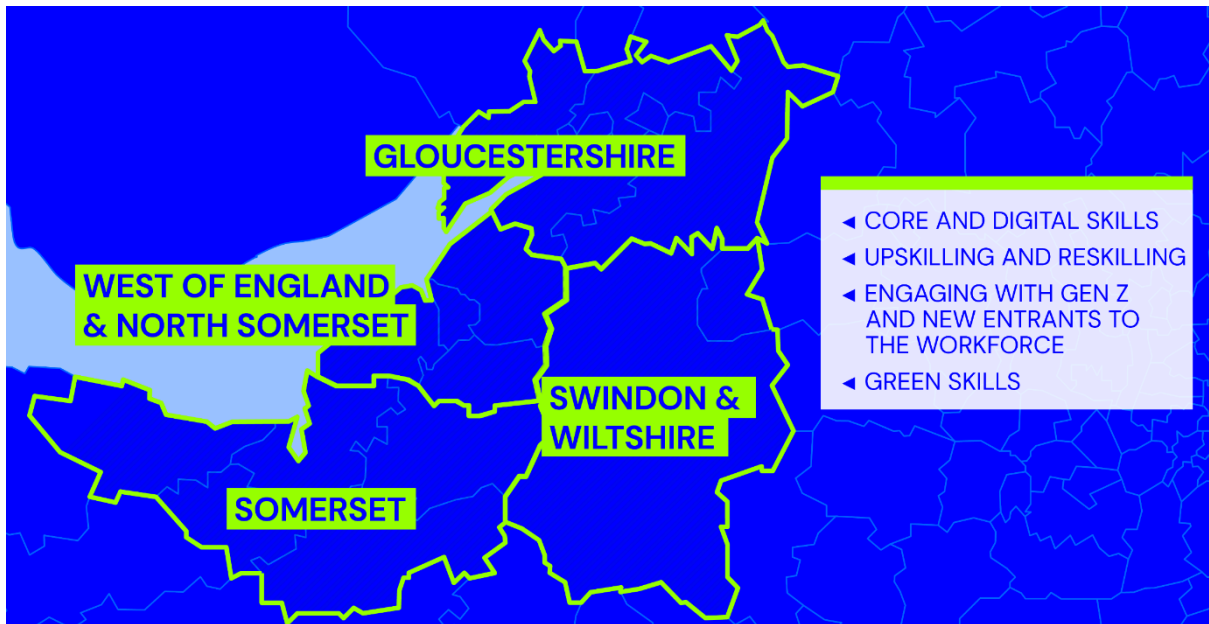 GLOUCESTERSHIRE
WEST OF ENGLAND
& NORTH SOMERSET
SWINDON &
WILTSHIRE
SOMERSET
◄ CORE AND DIGITAL SKILLS
◄ UPSKILLING AND RESKILLING
◄ ENGAGING WITH GEN Z
AND NEW ENTRANTS TO
THE WORKFORCE
◄ GREEN SKILLS